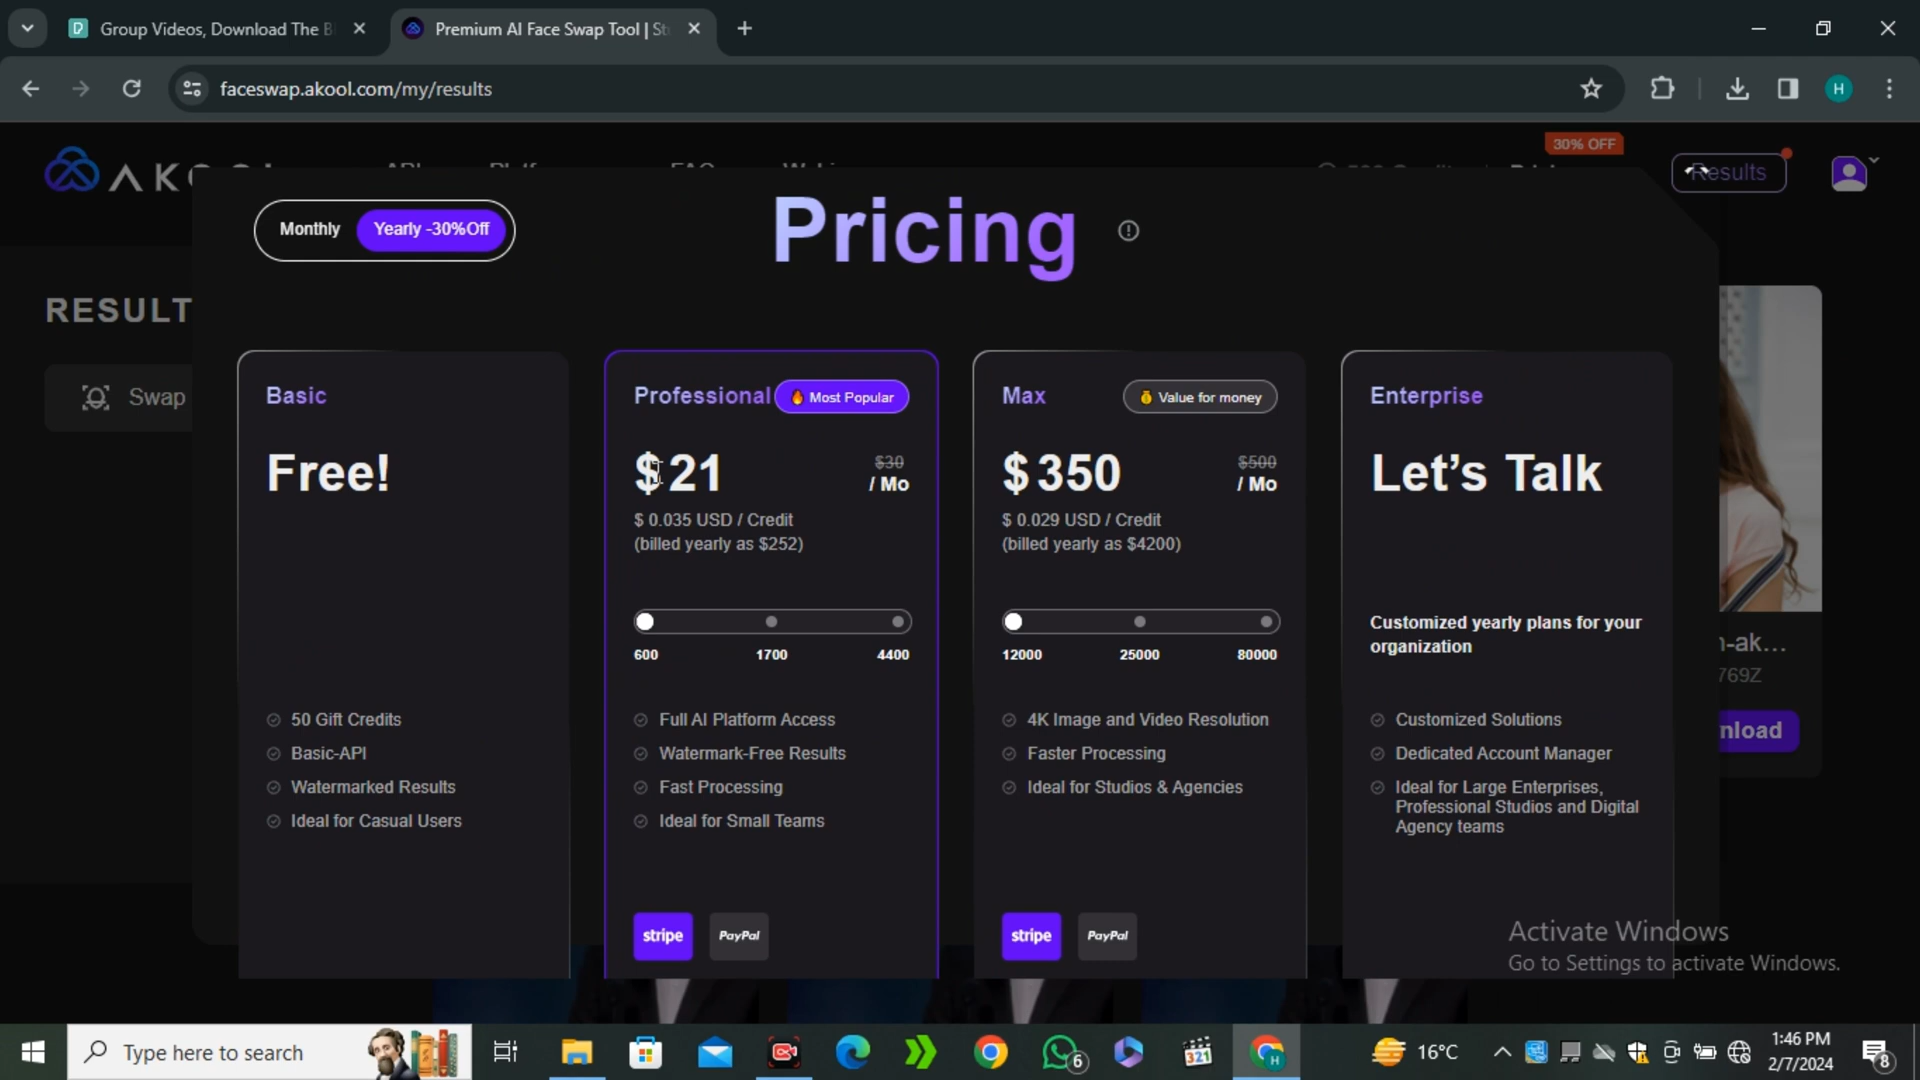 Group Videos, Download The B
Premium AI Face Swap Tool | St
faceswap.akool.com/my/results
H
30% OFF
Results
Monthly
Yearly -30%Off
Pricing
RESULT
Swap
Basic
Free!
50 Gift Credits
Basic-API
Watermarked Results
Ideal for Casual Users
Professional
🔥 Most Popular
$21
$30
/ Mo
$ 0.035 USD / Credit
(billed yearly as $252)
600 1700 4400
Full AI Platform Access
Watermark-Free Results
Fast Processing
Ideal for Small Teams
stripe
PayPal
Max
💰 Value for money
$350
$500
/ Mo
$ 0.029 USD / Credit
(billed yearly as $4200)
12000 25000 80000
4K Image and Video Resolution
Faster Processing
Ideal for Studios & Agencies
stripe
PayPal
Enterprise
Let's Talk
Customized yearly plans for your
organization
Customized Solutions
Dedicated Account Manager
Ideal for Large Enterprises,
Professional Studios and Digital
Agency teams
n-ak...
769Z
nload
Activate Windows
Go to Settings to activate Windows.
Type here to search
6
321
H
16°C
1:46 PM
2/7/2024
8